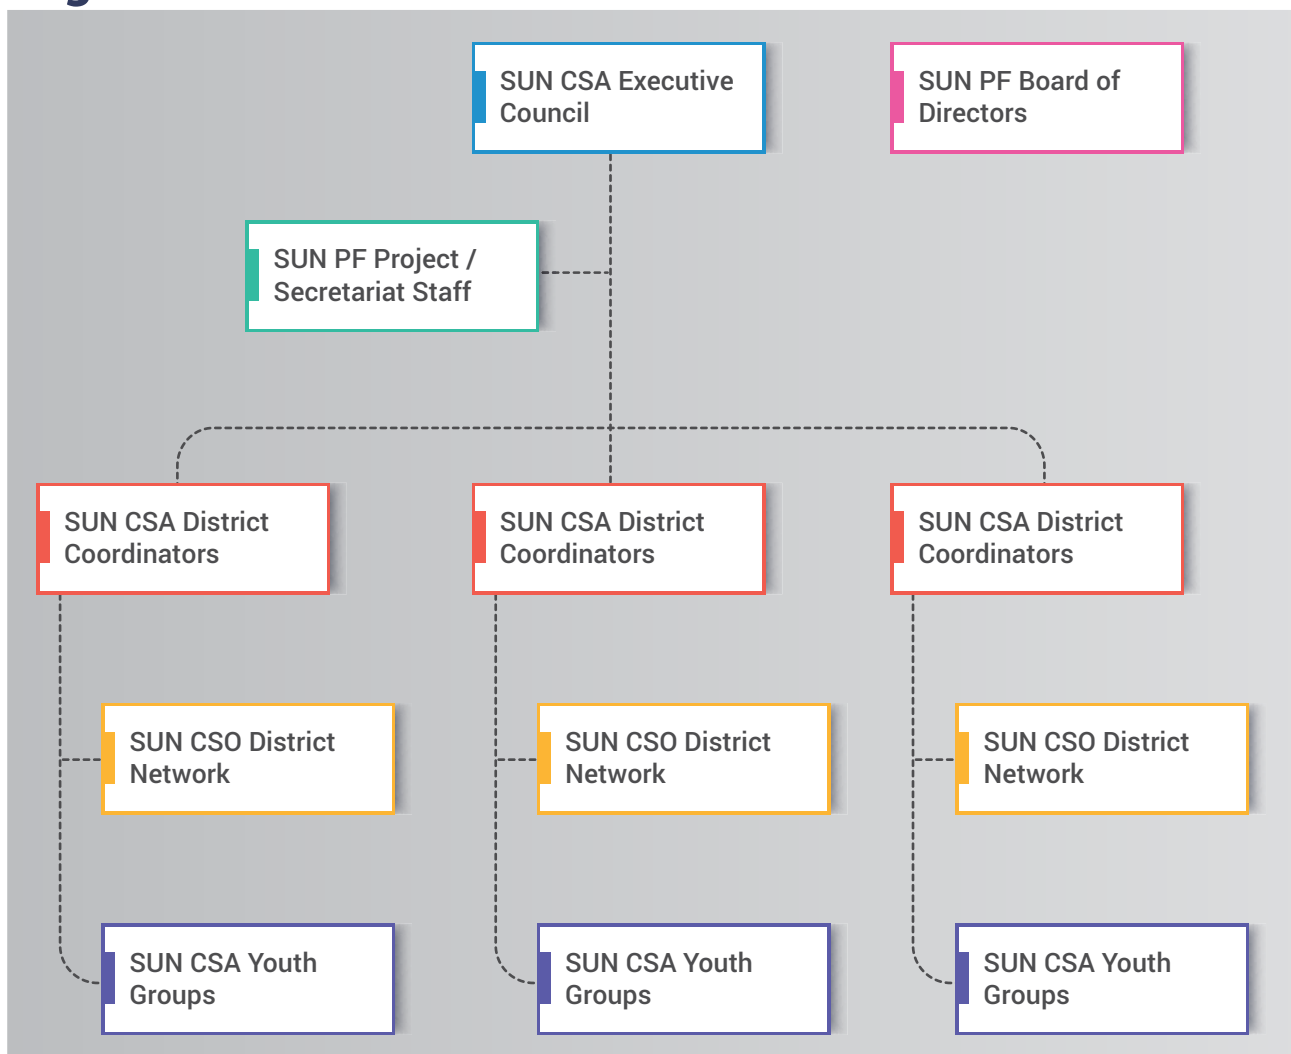 SUN CSA Executive
Council
SUN PF Board of
Directors
SUN PF Project /
Secretariat Staff
SUN CSA District
Coordinators
SUN CSA District
Coordinators
SUN CSA District
Coordinators
SUN CSO District
Network
SUN CSO District
Network
SUN CSO District
Network
SUN CSA Youth
Groups
SUN CSA Youth
Groups
SUN CSA Youth
Groups